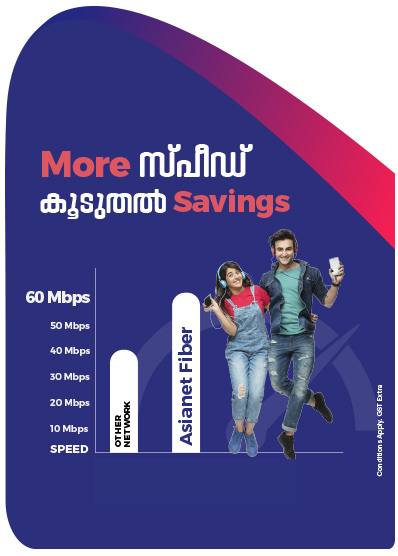 More സ്പീഡ്
കൂടുതൽ Savings
60 Mbps
50 Mbps
40 Mbps
30 Mbps
20 Mbps
10 Mbps
SPEED
OTHER
NETWORK
Asianet Fiber
Conditions Apply, GST Extra